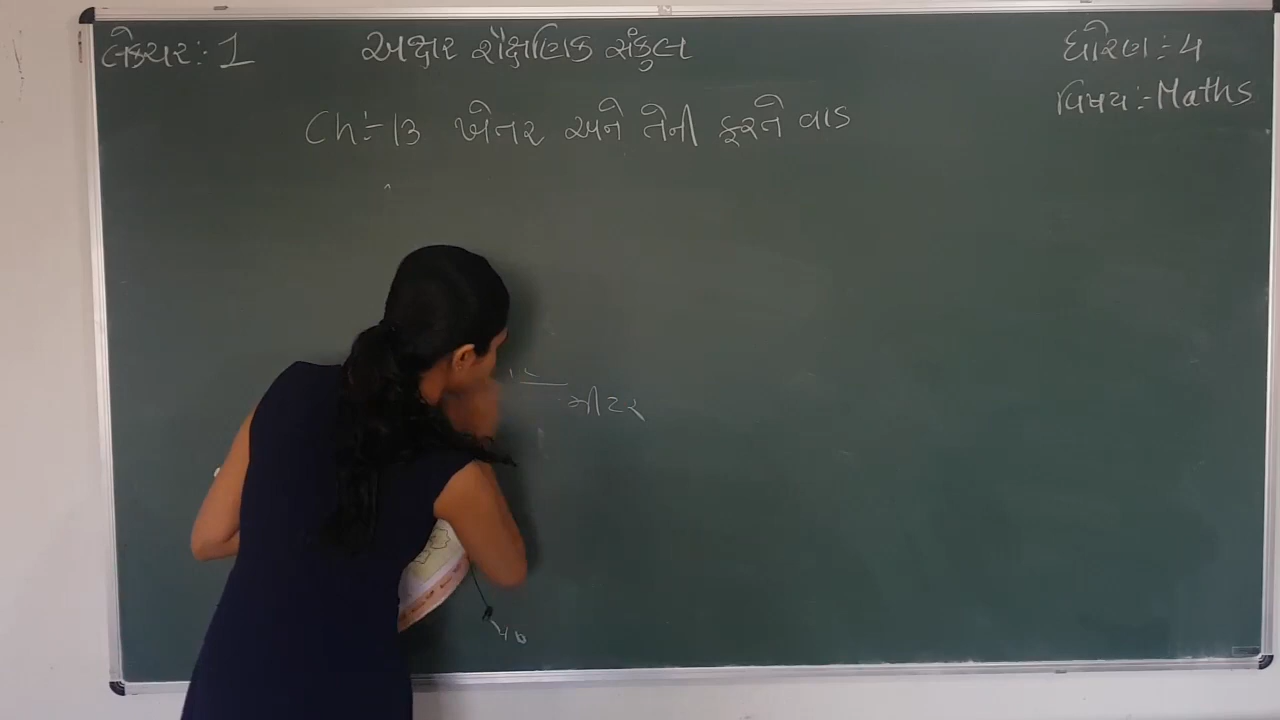 લેક્ચર:- 1
અક્ષર શૈક્ષણિક સંકુલ
ધોરણ :- 4
વિષય:- Maths
Ch:-13 ખેતર અને તેની ફરતે વાડ
મીટર